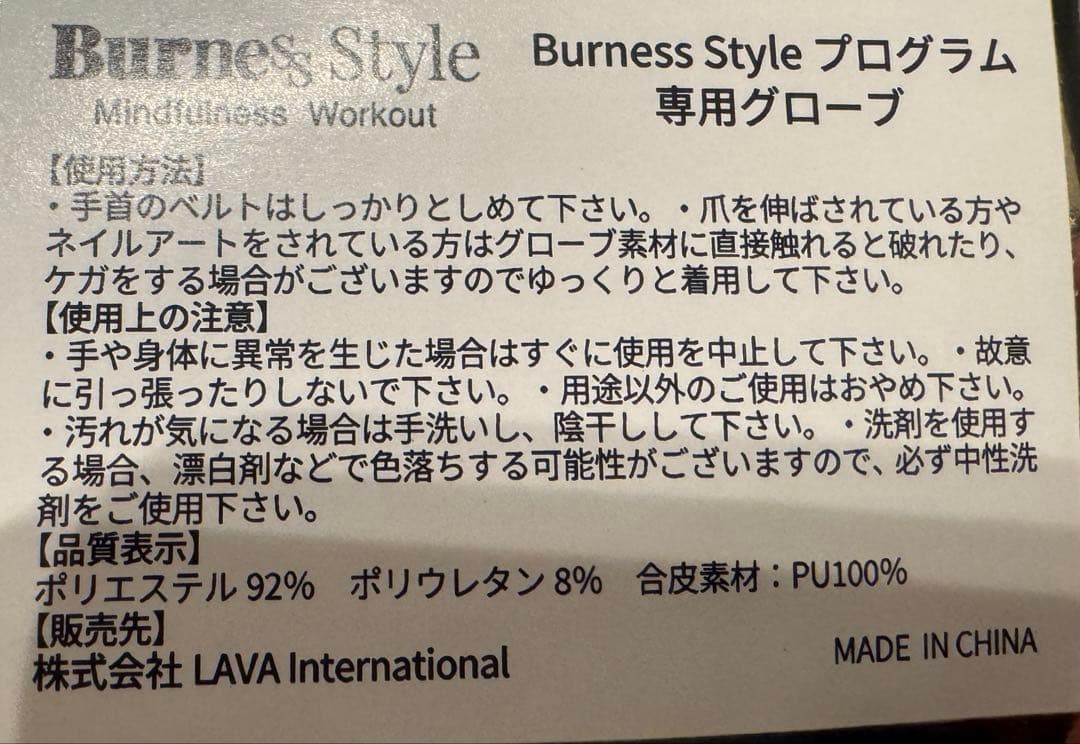 Burness Style
Mindfulness Workout
Burness Style プログラム
専用グローブ
【使用方法】
・手首のベルトはしっかりとしめて下さい。・爪を伸ばされている方や
ネイルアートをされている方はグローブ素材に直接触れると破れたり、
ケガをする場合がございますのでゆっくりと着用して下さい。
【使用上の注意】
・手や身体に異常を生じた場合はすぐに使用を中止して下さい。・故意
に引っ張ったりしないで下さい。・用途以外のご使用はおやめ下さい。
・汚れが気になる場合は手洗いし、陰干しして下さい。・洗剤を使用す
る場合、漂白剤などで色落ちする可能性がございますので、必ず中性洗
剤をご使用下さい。
【品質表示】
ポリエステル 92%　ポリウレタン 8%　合皮素材：PU100%
【販売先】
株式会社 LAVA International
MADE IN CHINA